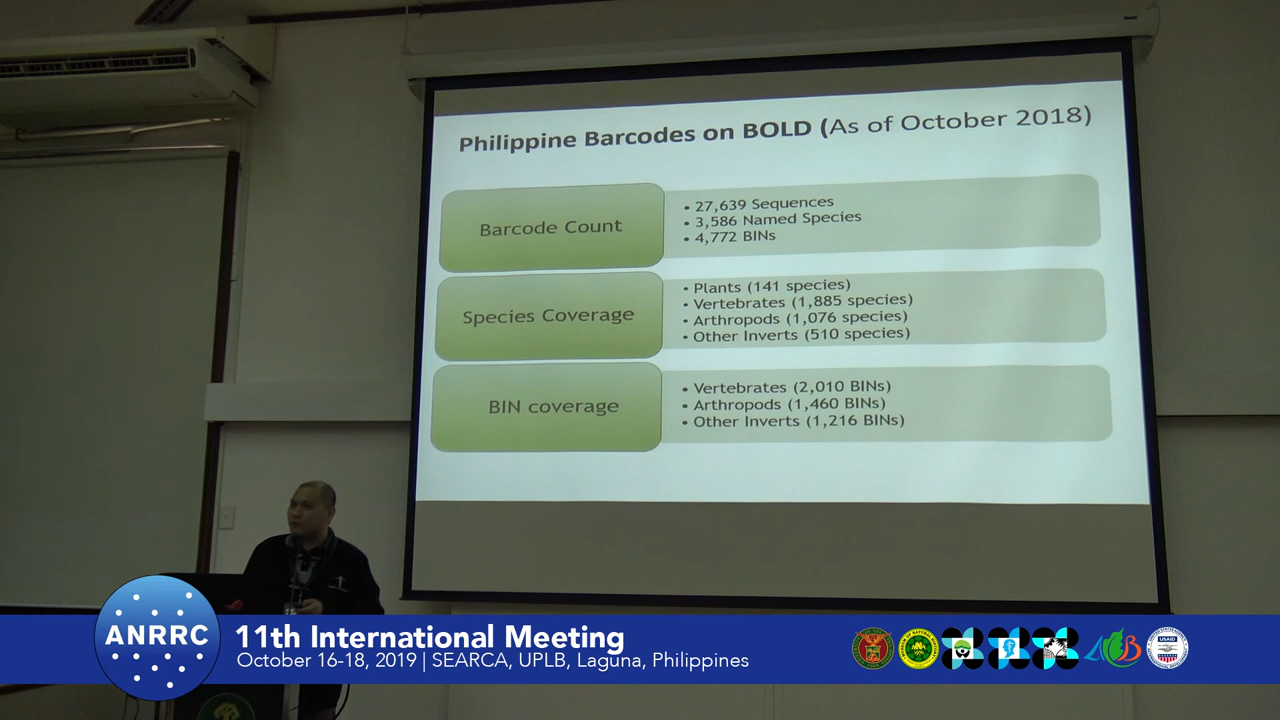 Philippine Barcodes on BOLD (As of October 2018)
Barcode Count
• 27,639 Sequences
• 3,586 Named Species
• 4,772 BINs
Species Coverage
• Plants (141 species)
• Vertebrates (1,885 species)
• Arthropods (1,076 species)
• Other Inverts (510 species)
BIN coverage
• Vertebrates (2,010 BINs)
• Arthropods (1,460 BINs)
• Other Inverts (1,216 BINs)
ANRRC
11th International Meeting
October 16-18, 2019 | SEARCA, UPLB, Laguna, Philippines
USAID